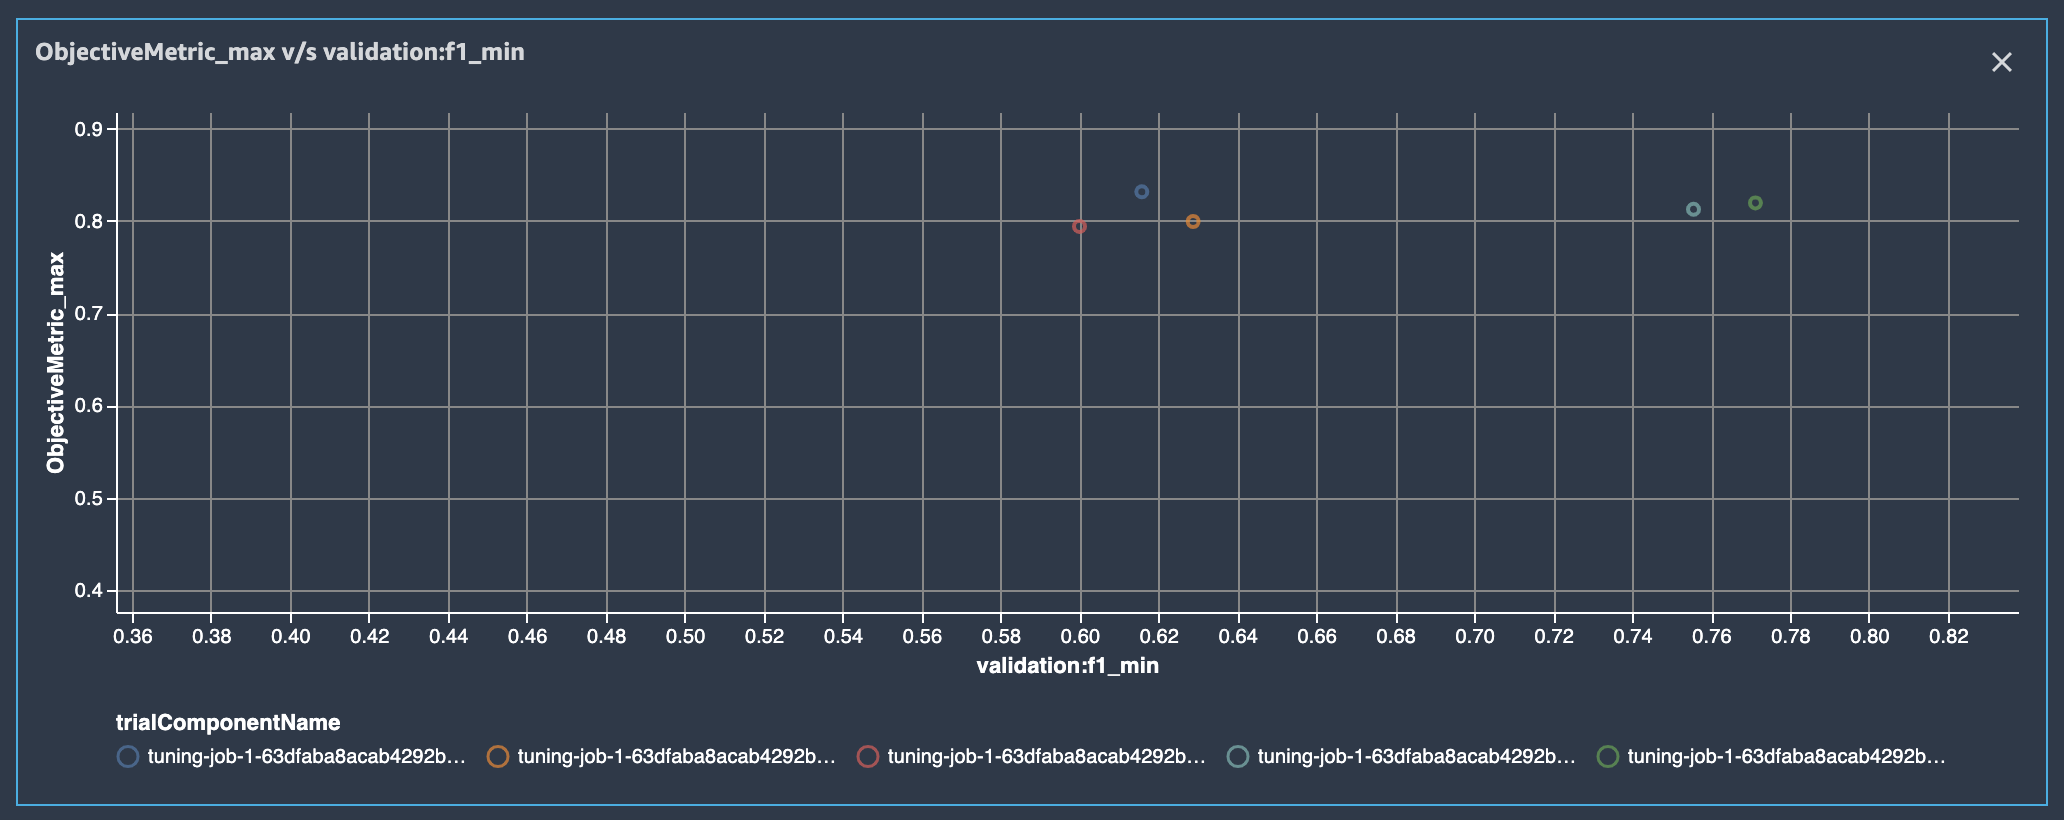 ObjectiveMetric_max v/s validation:f1_min
ObjectiveMetric_max
0.9
0.8
0.7
0.6
0.5
0.4
0.36 0.38 0.40 0.42 0.44 0.46 0.48 0.50 0.52 0.54 0.56 0.58 0.60 0.62 0.64 0.66 0.68 0.70 0.72 0.74 0.76 0.78 0.80 0.82
validation:f1_min
trialComponentName
tuning-job-1-63dfaba8acab4292b... tuning-job-1-63dfaba8acab4292b... tuning-job-1-63dfaba8acab4292b... tuning-job-1-63dfaba8acab4292b... tuning-job-1-63dfaba8acab4292b...